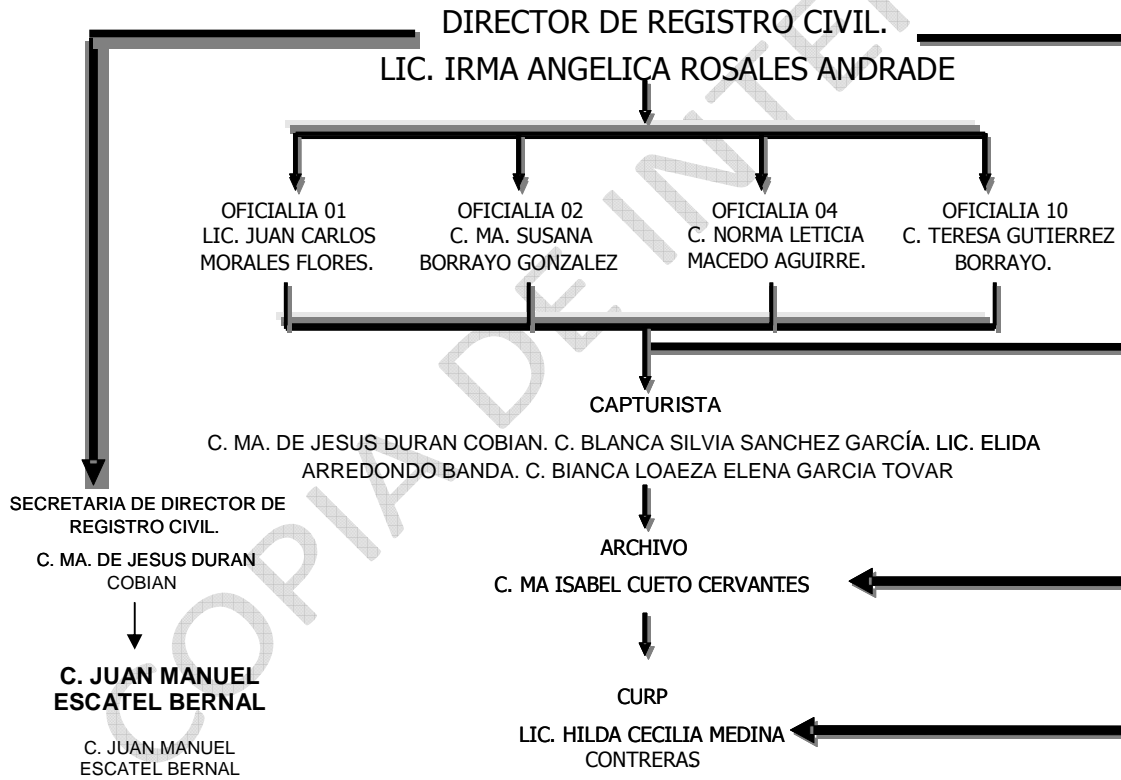 DIRECTOR DE REGISTRO CIVIL.
LIC. IRMA ANGELICA ROSALES ANDRADE
OFICIALIA 01
LIC. JUAN CARLOS
MORALES FLORES.
OFICIALIA 02
C. MA. SUSANA
BORRAYO GONZALEZ
OFICIALIA 04
C. NORMA LETICIA
MACEDO AGUIRRE.
OFICIALIA 10
C. TERESA GUTIERREZ
BORRAYO.
CAPTURISTA
C. MA. DE JESUS DURAN COBIAN. C. BLANCA SILVIA SANCHEZ GARCÍA. LIC. ELIDA
ARREDONDO BANDA. C. BIANCA LOAEZA ELENA GARCIA TOVAR
SECRETARIA DE DIRECTOR DE
REGISTRO CIVIL.
C. MA. DE JESUS DURAN
COBIAN
C. JUAN MANUEL
ESCATEL BERNAL
C. JUAN MANUEL
ESCATEL BERNAL
ARCHIVO
C. MA ISABEL CUETO CERVANTES
CURP
LIC. HILDA CECILIA MEDINA
CONTRERAS
COPIA DE INTE